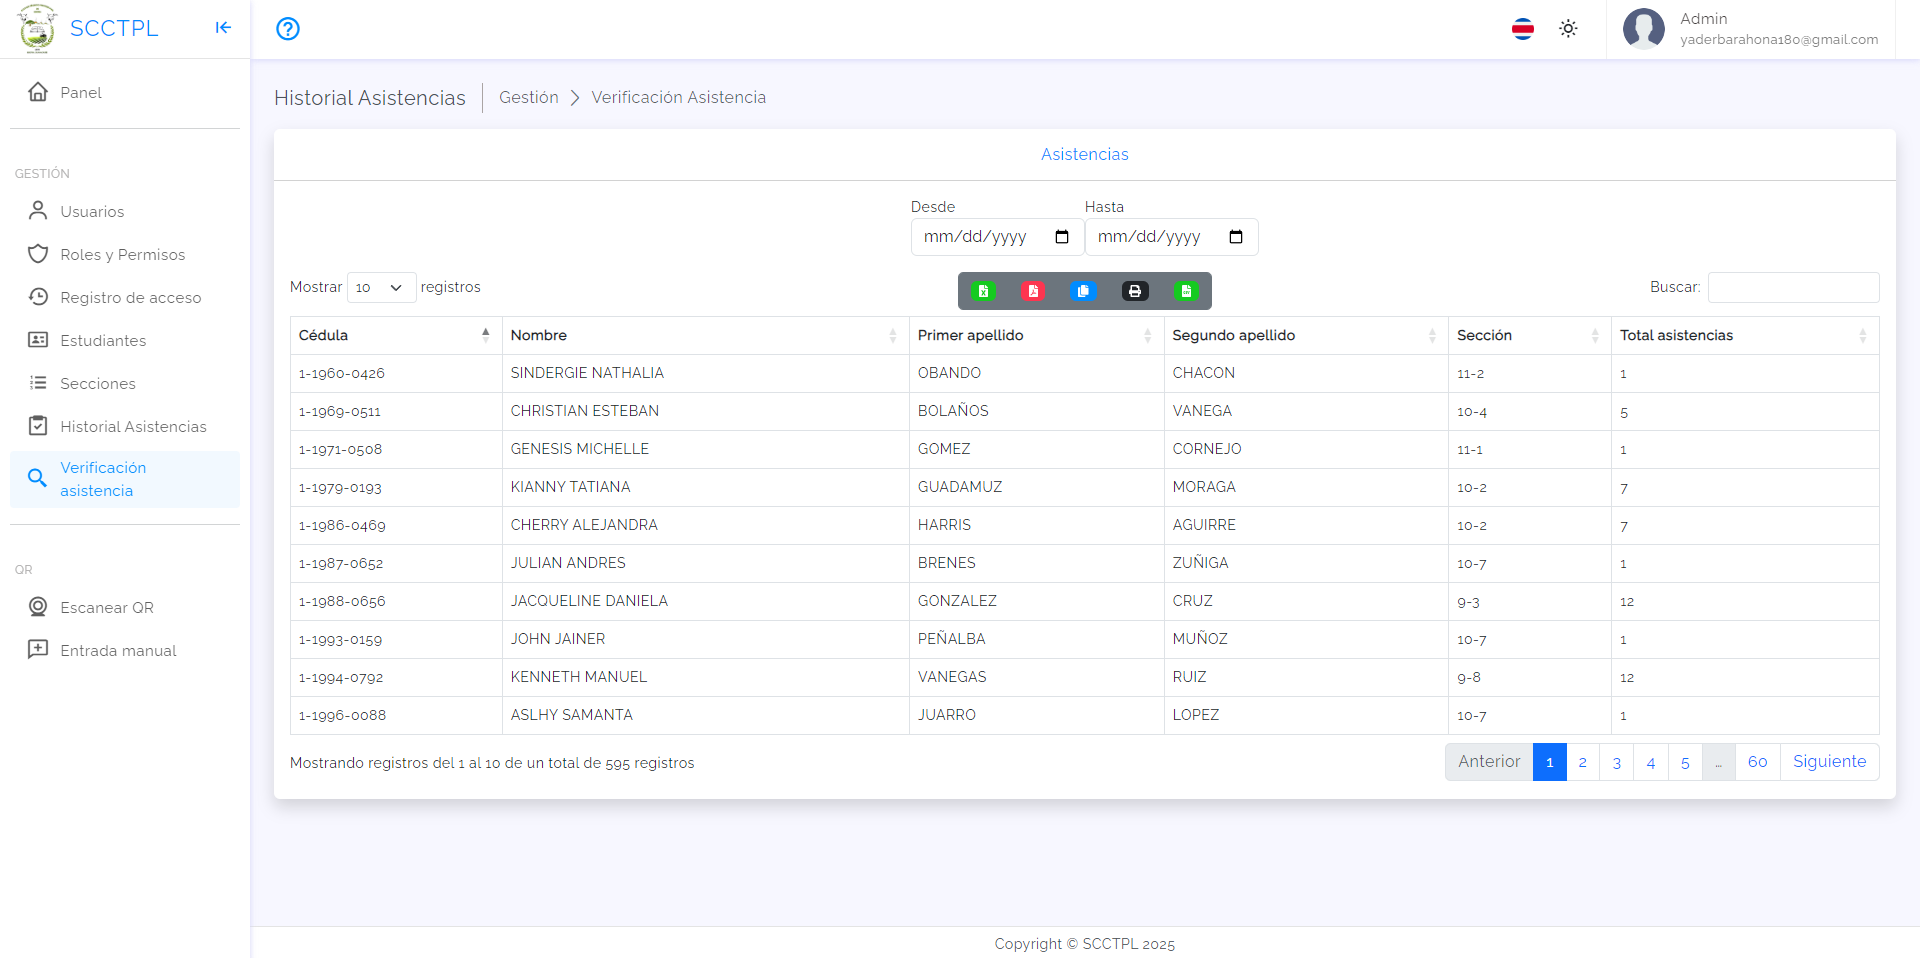 SCCTPL
Admin
yaderbarahona180@gmail.com
Panel
GESTIÓN
Usuarios
Roles y Permisos
Registro de acceso
Estudiantes
Secciones
Historial Asistencias
Verificación
asistencia
QR
Escanear QR
Entrada manual
Historial Asistencias Gestión Verificación Asistencia
Asistencias
Desde Hasta
mm/dd/yyyy mm/dd/yyyy
Mostrar 10 registros Buscar:
Cédula Nombre Primer apellido Segundo apellido Sección Total asistencias
1-1960-0426 SINDERGIE NATHALIA OBANDO CHACON 11-2 1
1-1969-0511 CHRISTIAN ESTEBAN BOLAÑOS VANEGA 10-4 5
1-1971-0508 GENESIS MICHELLE GOMEZ CORNEJO 11-1 1
1-1979-0193 KIANNY TATIANA GUADAMUZ MORAGA 10-2 7
1-1986-0469 CHERRY ALEJANDRA HARRIS AGUIRRE 10-2 7
1-1987-0652 JULIAN ANDRES BRENES ZUÑIGA 10-7 1
1-1988-0656 JACQUELINE DANIELA GONZALEZ CRUZ 9-3 12
1-1993-0159 JOHN JAINER PEÑALBA MUÑOZ 10-7 1
1-1994-0792 KENNETH MANUEL VANEGAS RUIZ 9-8 12
1-1996-0088 ASLHY SAMANTA JUARRO LOPEZ 10-7 1
Mostrando registros del 1 al 10 de un total de 595 registros
Anterior 1 2 3 4 5 … 60 Siguiente
Copyright © SCCTPL 2025